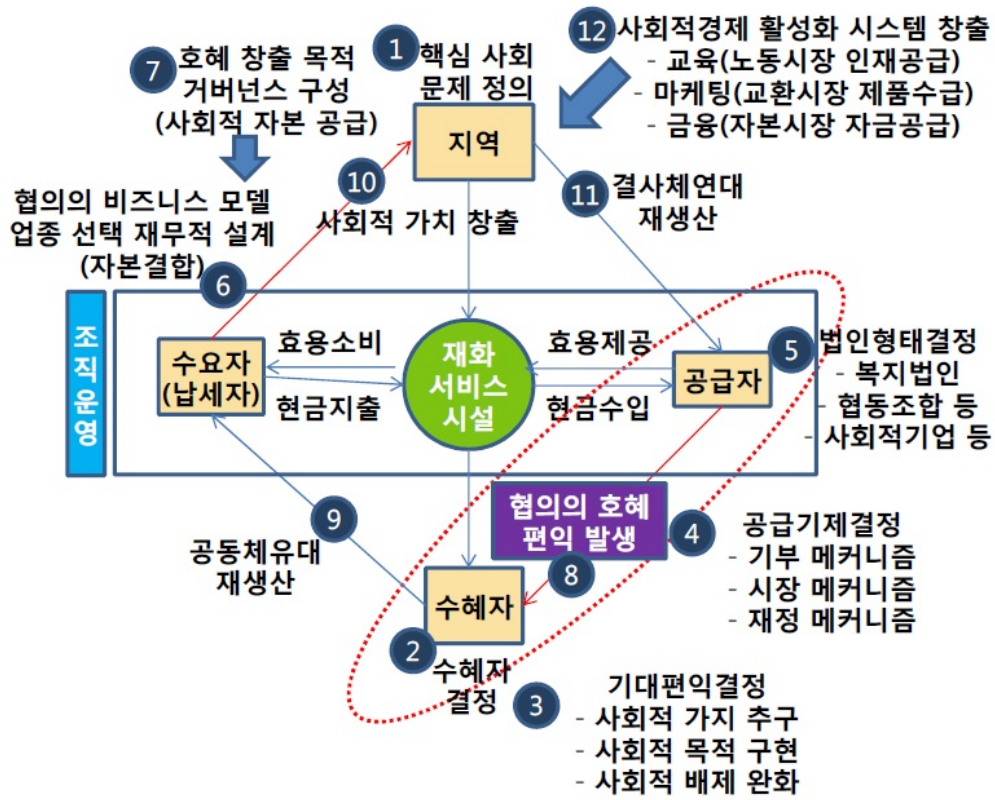 7
호혜 창출 목적
거버넌스 구성
(사회적 자본 공급)
1
핵심 사회
문제 정의
12
사회적경제 활성화 시스템 창출
- 교육(노동시장 인재공급)
- 마케팅(교환시장 제품수급)
- 금융(자본시장 자금공급)
지역
10
사회적 가치 창출
11
결사체연대
재생산
협의의 비즈니스 모델
업종 선택 재무적 설계
(자본결합)
6
조직운영
수요자
(납세자)
효용소비
현금지출
재화
서비스
시설
효용제공
현금수입
공급자
5
법인형태결정
- 복지법인
- 협동조합 등
- 사회적기업 등
협의의 호혜
편익 발생
4
공급기제결정
- 기부 메커니즘
- 시장 메커니즘
- 재정 메커니즘
9
공동체유대
재생산
8
수혜자
2
수혜자
결정
3
기대편익결정
- 사회적 가지 추구
- 사회적 목적 구현
- 사회적 배제 완화